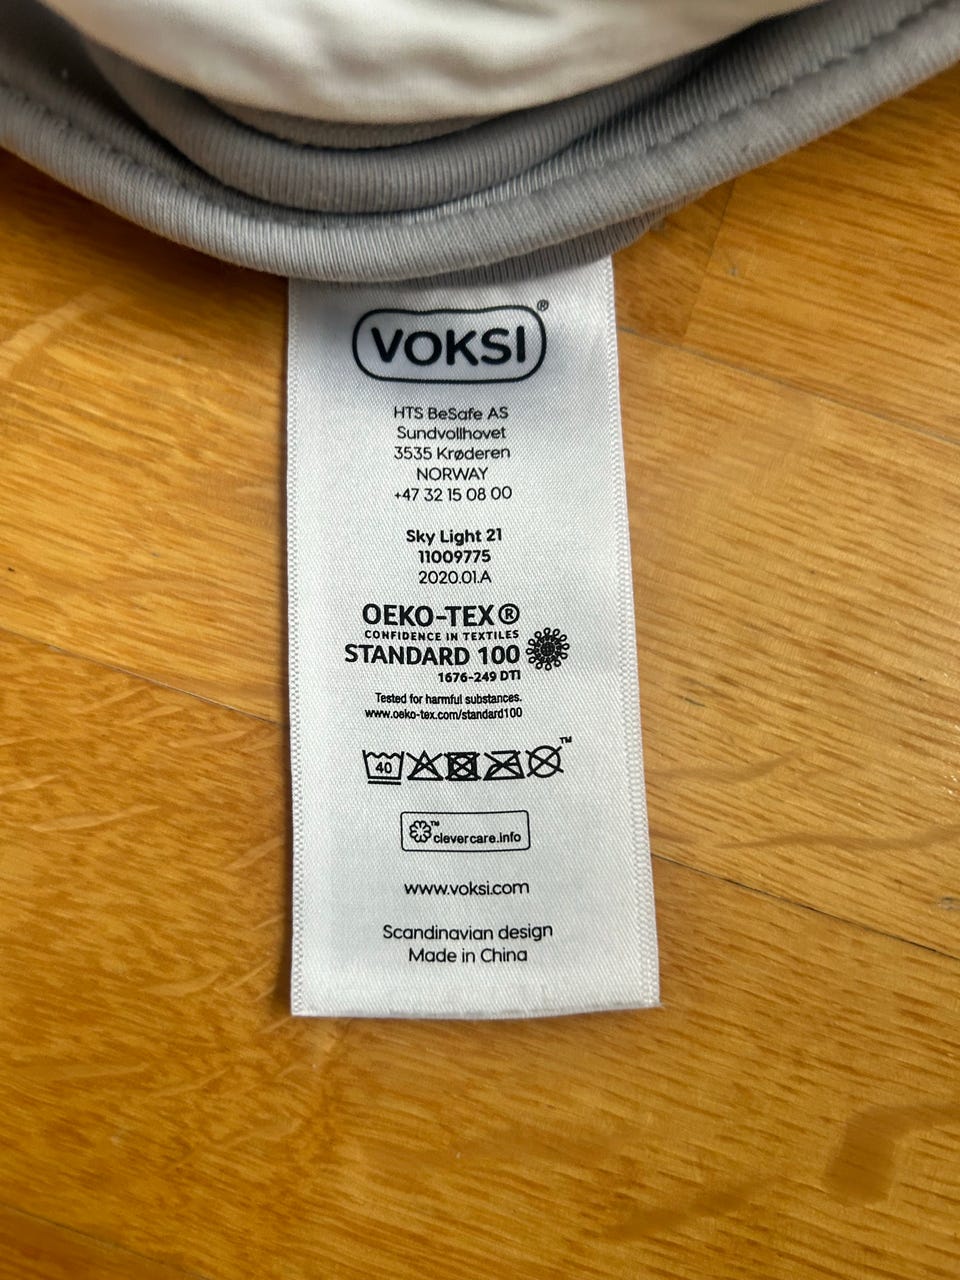 VOKSI®
HTS BeSafe AS
Sundvollhovet
3535 Krøderen
NORWAY
+47 32 15 08 00
Sky Light 21
11009775
2020.01.A
OEKO-TEX®
CONFIDENCE IN TEXTILES
STANDARD 100
1676-249 DTI
Tested for harmful substances.
www.oeko-tex.com/standard100
40 ™
™ clevercare.info
www.voksi.com
Scandinavian design
Made in China